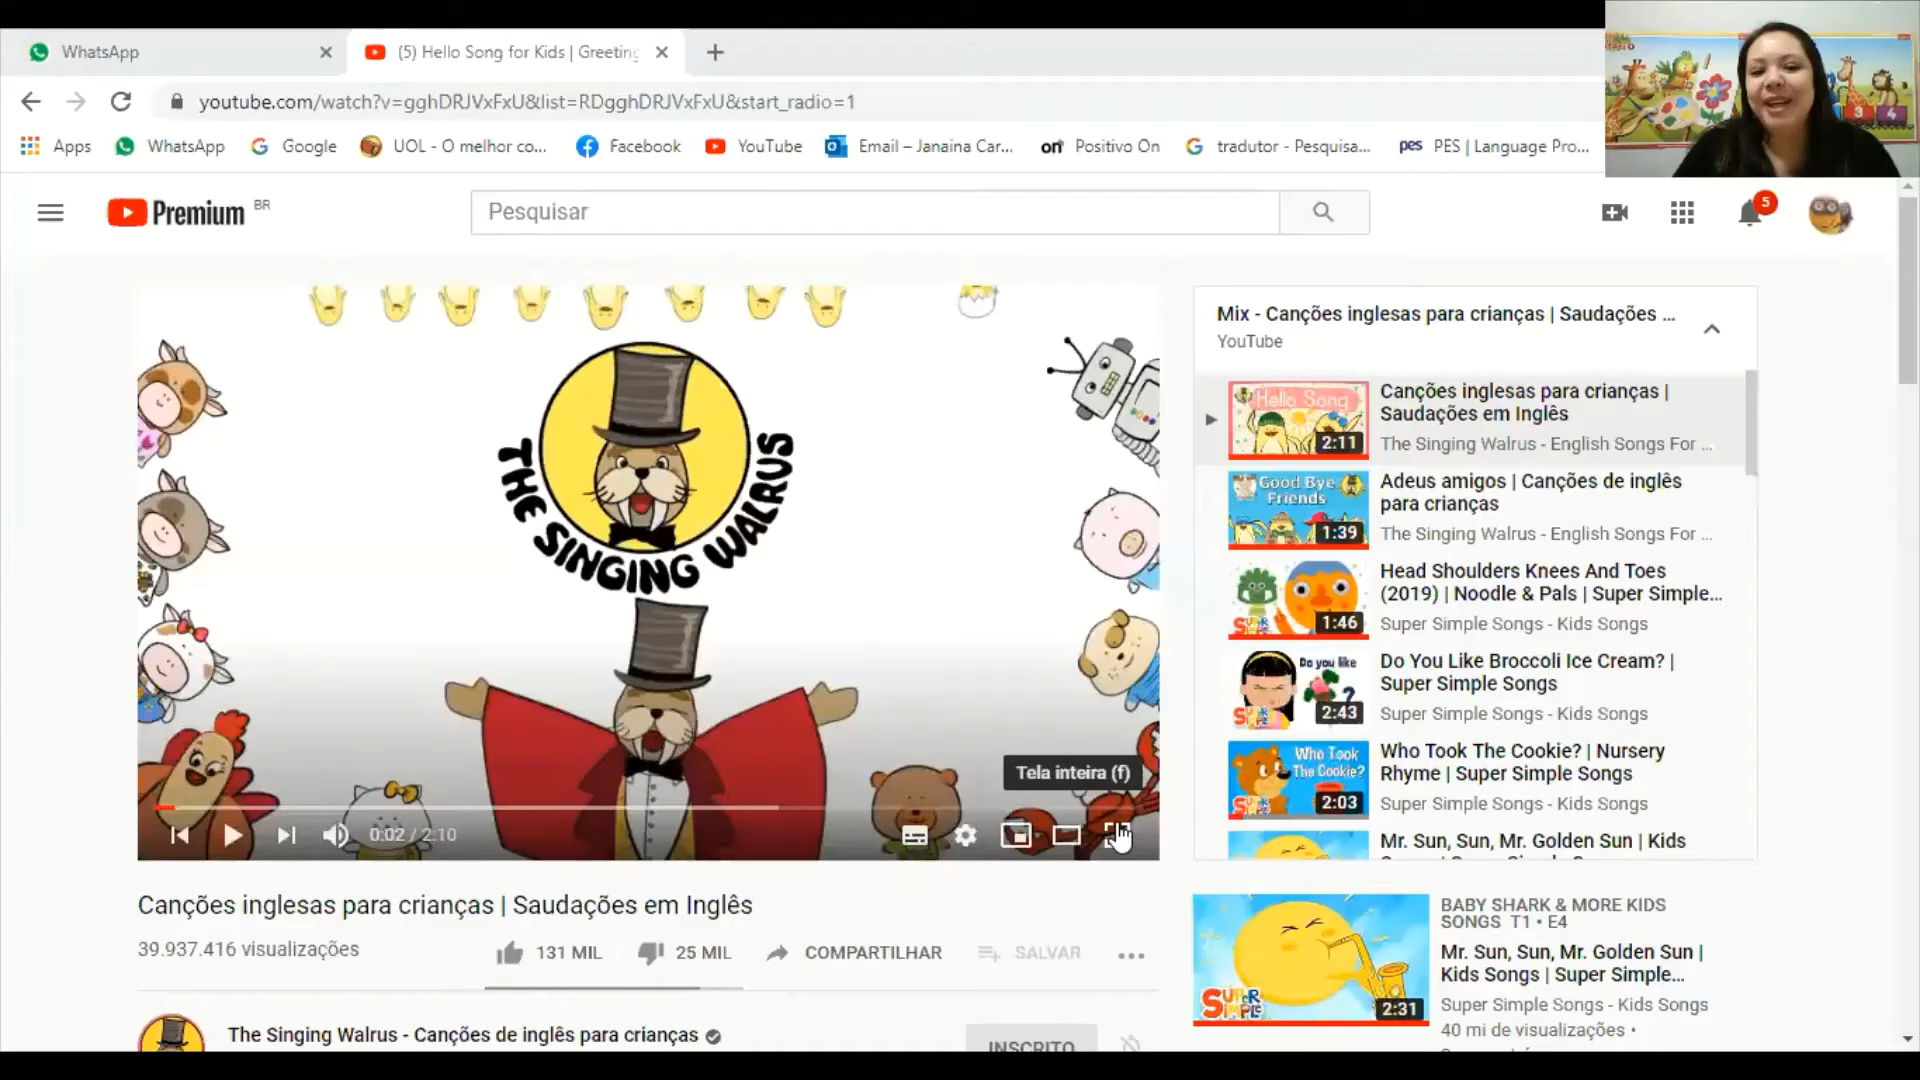 WhatsApp
(5) Hello Song for Kids | Greeting
youtube.com/watch?v=gghDRJVxFxU&list=RDgghDRJVxFxU&start_radio=1
Apps
WhatsApp
Google
UOL - O melhor co...
Facebook
YouTube
Email – Janaina Car...
on Positivo On
tradutor - Pesquisa...
pes PES | Language Pro...
3 4
Premium BR
Pesquisar
5
THE SINGING WALRUS
Tela inteira (f)
0:02 / 2:10
Mix - Canções inglesas para crianças | Saudações ...
YouTube
Hello Song
2:11
Canções inglesas para crianças |
Saudações em Inglês
The Singing Walrus - English Songs For ...
Good Bye
Friends
1:39
Adeus amigos | Canções de inglês
para crianças
The Singing Walrus - English Songs For ...
SUPER
1:46
Head Shoulders Knees And Toes
(2019) | Noodle & Pals | Super Simple...
Super Simple Songs - Kids Songs
Do you like
?
SUPER
2:43
Do You Like Broccoli Ice Cream? |
Super Simple Songs
Super Simple Songs - Kids Songs
Who Took
The Cookie?
SUPER
2:03
Who Took The Cookie? | Nursery
Rhyme | Super Simple Songs
Super Simple Songs - Kids Songs
Mr. Sun, Sun, Mr. Golden Sun | Kids
Canções inglesas para crianças | Saudações em Inglês
39.937.416 visualizações
131 MIL
25 MIL
COMPARTILHAR
SALVAR
The Singing Walrus - Canções de inglês para crianças
INSCRITO
SUPER
SIMPLE
2:31
BABY SHARK & MORE KIDS
SONGS T1 • E4
Mr. Sun, Sun, Mr. Golden Sun |
Kids Songs | Super Simple...
Super Simple Songs - Kids Songs
40 mi de visualizações •